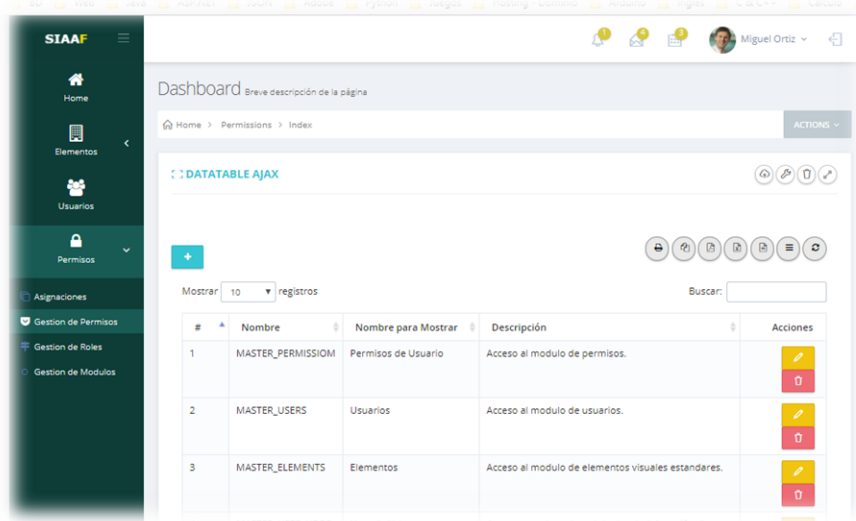 SIAAF
1
4
3
Miguel Ortiz
Home
Dashboard Breve descripción de la página
Home > Permissions > Index
ACTIONS
Elementos
DATATABLE AJAX
Usuarios
Permisos
Mostrar 10 registros
Buscar:
Asignaciones
Gestion de Permisos
Gestion de Roles
Gestion de Modulos
# Nombre Nombre para Mostrar Descripción Acciones
1 MASTER_PERMISSIOM Permisos de Usuario Acceso al modulo de permisos.
2 MASTER_USERS Usuarios Acceso al modulo de usuarios.
3 MASTER_ELEMENTS Elementos Acceso al modulo de elementos visuales estandares.